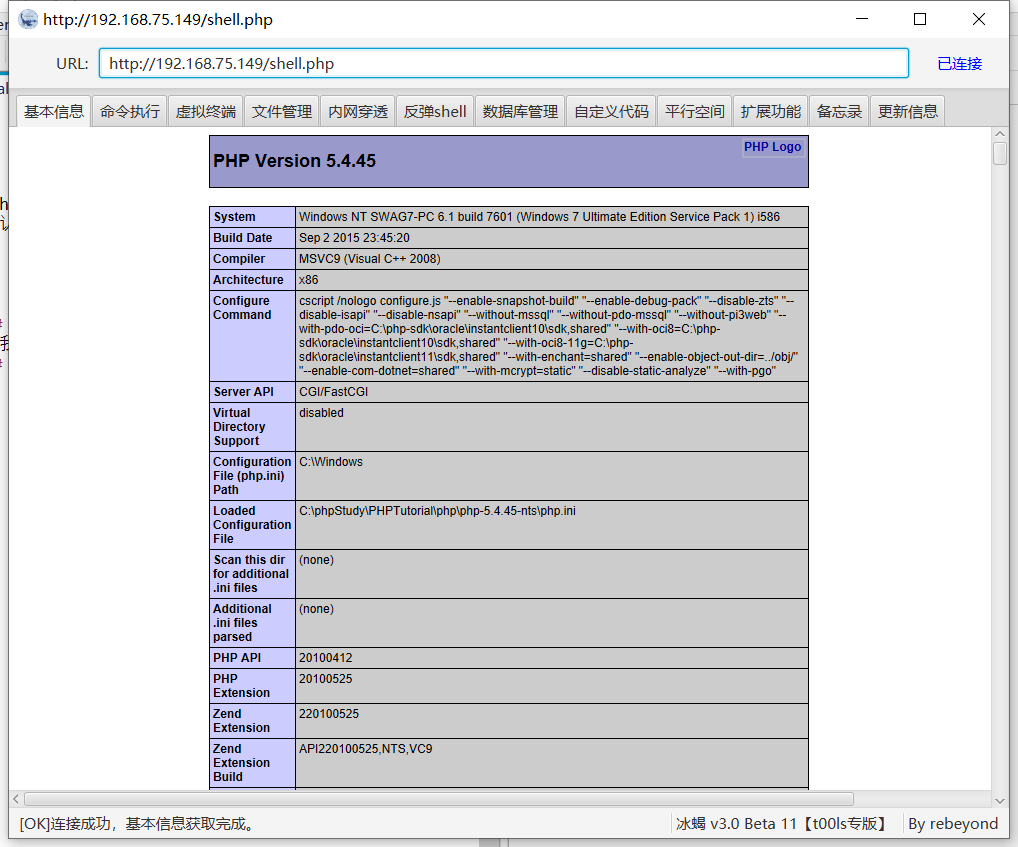 http://192.168.75.149/shell.php
URL: http://192.168.75.149/shell.php 已连接
基本信息 命令执行 虚拟终端 文件管理 内网穿透 反弹shell 数据库管理 自定义代码 平行空间 扩展功能 备忘录 更新信息
PHP Version 5.4.45 PHP Logo
System Windows NT SWAG7-PC 6.1 build 7601 (Windows 7 Ultimate Edition Service Pack 1) i586
Build Date Sep 2 2015 23:45:20
Compiler MSVC9 (Visual C++ 2008)
Architecture x86
Configure
Command
cscript /nologo configure.js "--enable-snapshot-build" "--enable-debug-pack" "--disable-zts" "--
disable-isapi" "--disable-nsapi" "--without-mssql" "--without-pdo-mssql" "--without-pi3web" "--
with-pdo-oci=C:\php-sdk\oracle\instantclient10\sdk,shared" "--with-oci8=C:\php-
sdk\oracle\instantclient10\sdk,shared" "--with-oci8-11g=C:\php-
sdk\oracle\instantclient11\sdk,shared" "--with-enchant=shared" "--enable-object-out-dir=../obj/"
"--enable-com-dotnet=shared" "--with-mcrypt=static" "--disable-static-analyze" "--with-pgo"
Server API CGI/FastCGI
Virtual
Directory
Support
disabled
Configuration
File (php.ini)
Path
C:\Windows
Loaded
Configuration
File
C:\phpStudy\PHPTutorial\php\php-5.4.45-nts\php.ini
Scan this dir
for additional
.ini files
(none)
Additional
.ini files
parsed
(none)
PHP API 20100412
PHP
Extension
20100525
Zend
Extension
220100525
Zend
Extension
Build
API220100525,NTS,VC9
[OK]连接成功，基本信息获取完成。 冰蝎 v3.0 Beta 11【t00ls专版】 By rebeyond